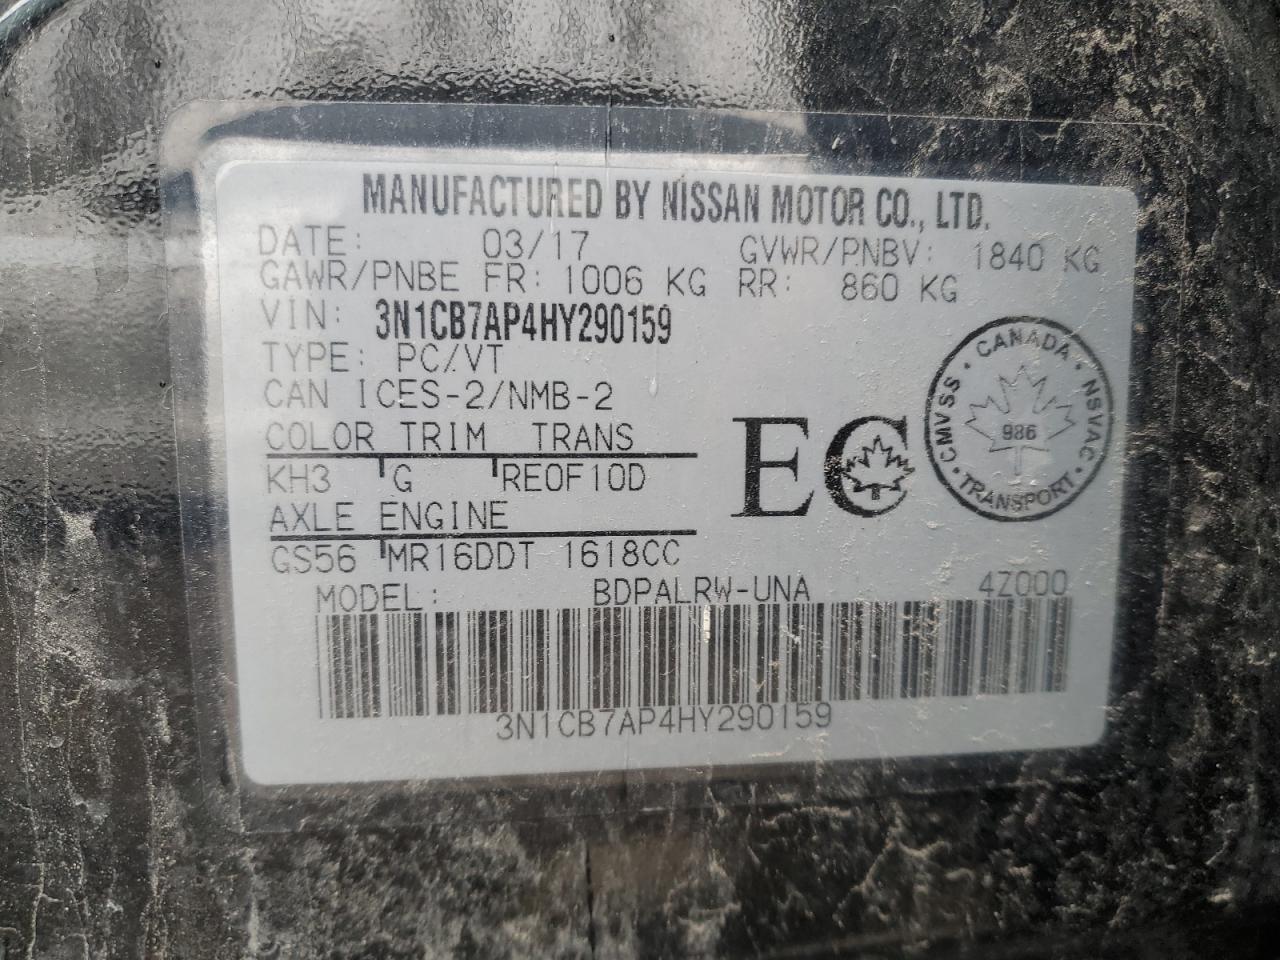 MANUFACTURED BY NISSAN MOTOR CO., LTD.
DATE: 03/17 GVWR/PNBV: 1840 KG
GAWR/PNBE FR: 1006 KG RR: 860 KG
VIN: 3N1CB7AP4HY290159
TYPE: PC/VT
CAN ICES-2/NMB-2
COLOR TRIM TRANS
KH3 G RE0F10D
AXLE ENGINE
GS56 MR16DDT 1618CC
EC
CANADA
CMVSS · NSVAC
986
TRANSPORT
MODEL: BDPALRW-UNA 4Z000
3N1CB7AP4HY290159